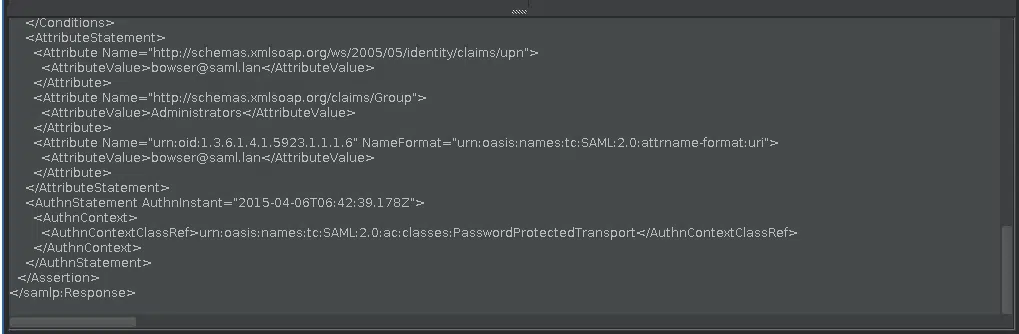 </Conditions>
<AttributeStatement>
<Attribute Name="http://schemas.xmlsoap.org/ws/2005/05/identity/claims/upn">
<AttributeValue>bowser@saml.lan</AttributeValue>
</Attribute>
<Attribute Name="http://schemas.xmlsoap.org/claims/Group">
<AttributeValue>Administrators</AttributeValue>
</Attribute>
<Attribute Name="urn:oid:1.3.6.1.4.1.5923.1.1.1.6" NameFormat="urn:oasis:names:tc:SAML:2.0:attrname-format:uri">
<AttributeValue>bowser@saml.lan</AttributeValue>
</Attribute>
</AttributeStatement>
<AuthnStatement AuthnInstant="2015-04-06T06:42:39.178Z">
<AuthnContext>
<AuthnContextClassRef>urn:oasis:names:tc:SAML:2.0:ac:classes:PasswordProtectedTransport</AuthnContextClassRef>
</AuthnContext>
</AuthnStatement>
</Assertion>
</samlp:Response>